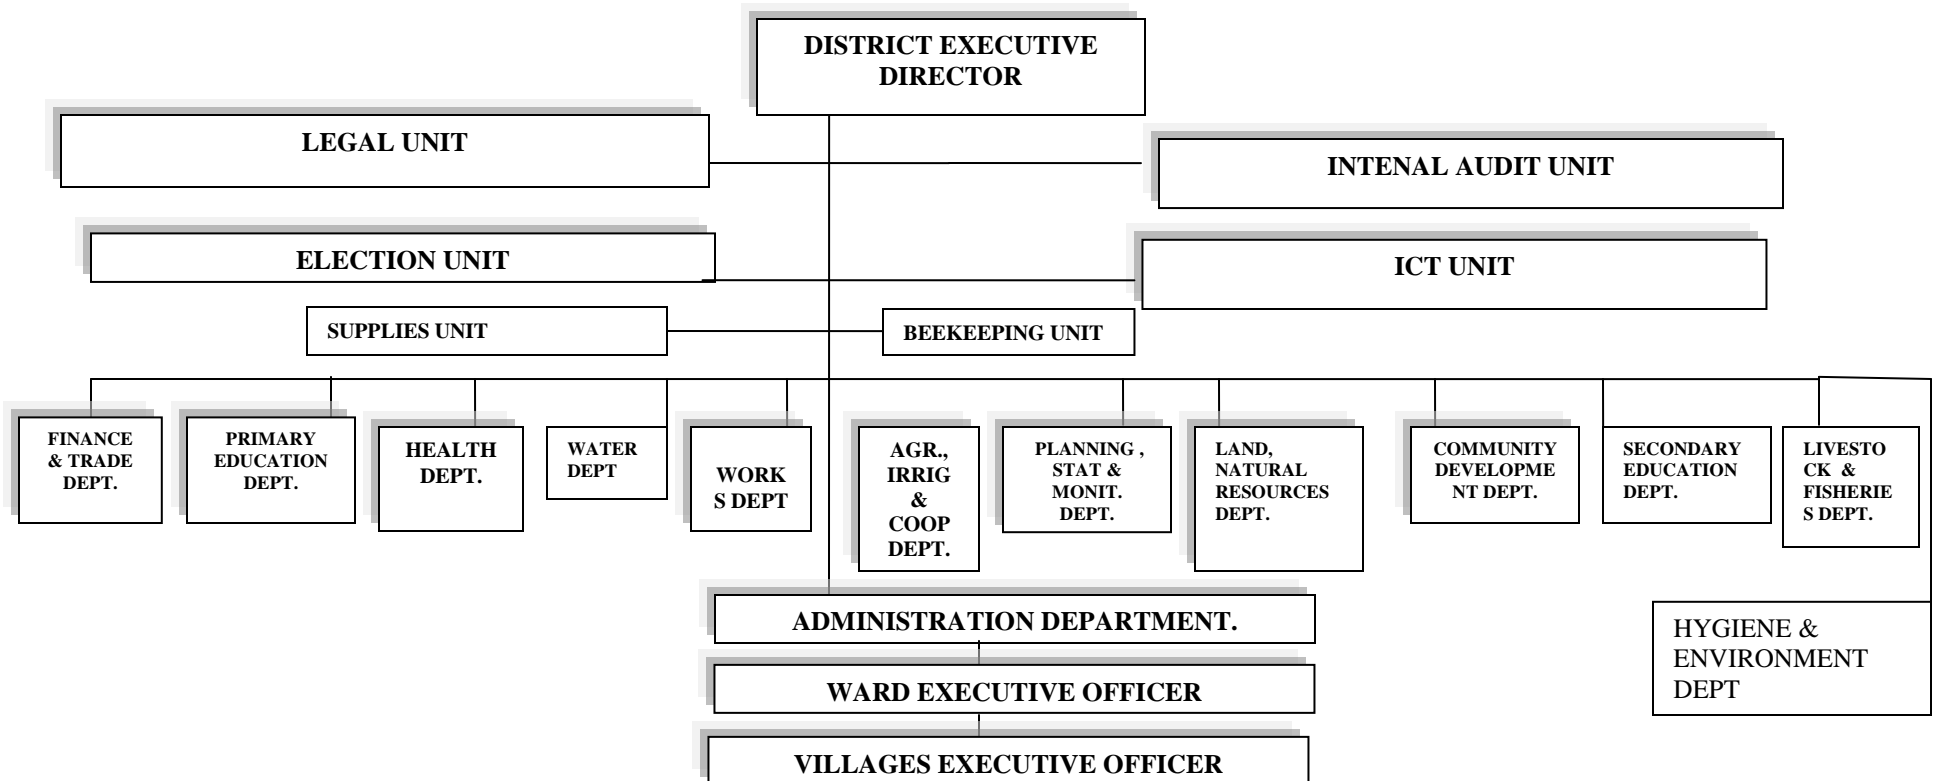 DISTRICT EXECUTIVE
DIRECTOR
LEGAL UNIT
INTENAL AUDIT UNIT
ELECTION UNIT
ICT UNIT
SUPPLIES UNIT
BEEKEEPING UNIT
FINANCE
& TRADE
DEPT.
PRIMARY
EDUCATION
DEPT.
HEALTH
DEPT.
WATER
DEPT
WORK
S DEPT
AGR.,
IRRIG
&
COOP
DEPT.
PLANNING ,
STAT &
MONIT.
DEPT.
LAND,
NATURAL
RESOURCES
DEPT.
COMMUNITY
DEVELOPME
NT DEPT.
SECONDARY
EDUCATION
DEPT.
LIVESTO
CK &
FISHERIE
S DEPT.
ADMINISTRATION DEPARTMENT.
HYGIENE &
ENVIRONMENT
DEPT
WARD EXECUTIVE OFFICER
VILLAGES EXECUTIVE OFFICER